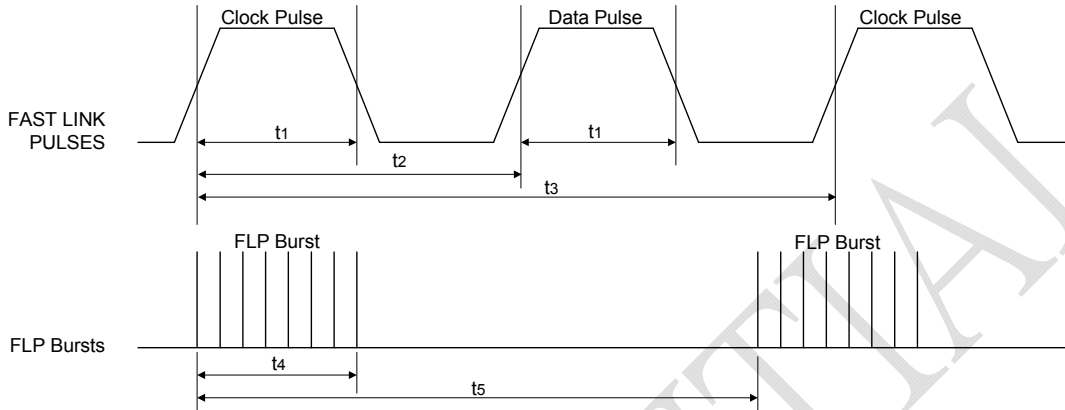 Clock Pulse Data Pulse Clock Pulse
FAST LINK
PULSES
t1 t1
t2
t3
FLP Burst FLP Burst
FLP Bursts
t4
t5